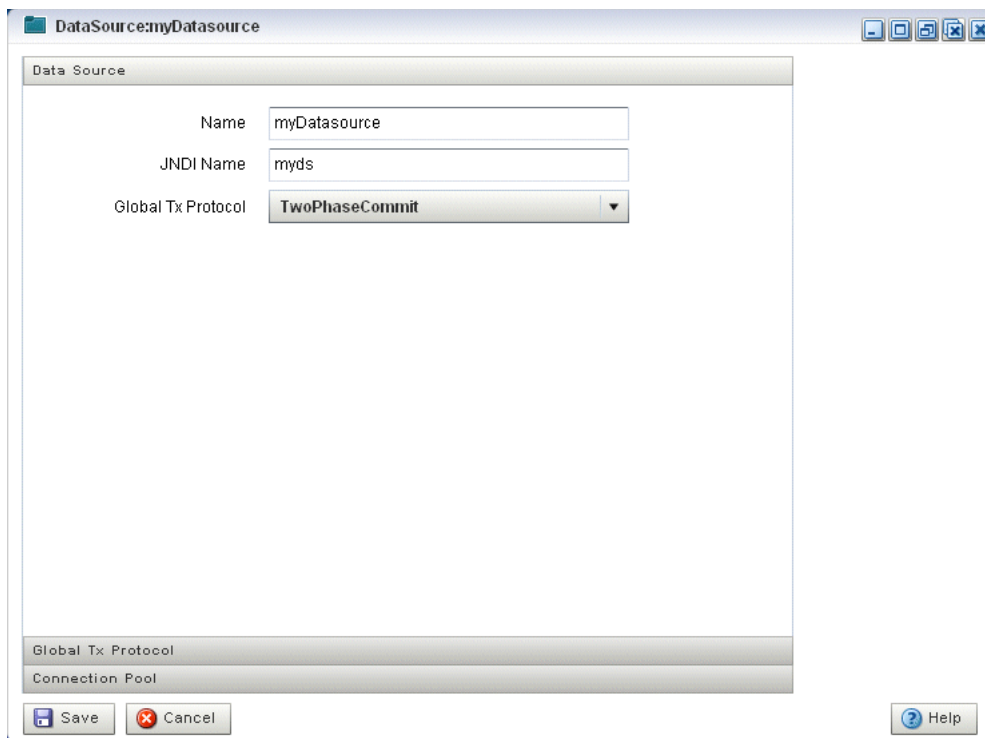 DataSource:myDatasource
Data Source
Name myDatasource
JNDI Name myds
Global Tx Protocol TwoPhaseCommit
Global Tx Protocol
Connection Pool
Save Cancel Help